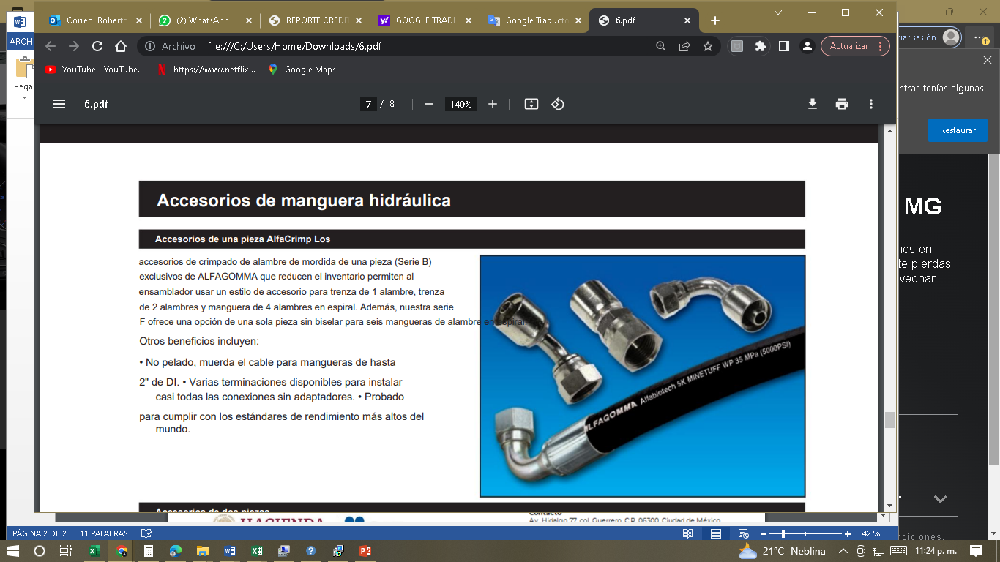 Correo: Roberto
(2) WhatsApp
REPORTE CREDIT
GOOGLE TRADU
Google Traducto
6.pdf
Archivo
file:///C:/Users/Home/Downloads/6.pdf
Actualizar
YouTube - YouTube...
https://www.netflix...
Google Maps
6.pdf
7 / 8
140%
ARCH
Pega
ciar sesión
ntras tenías algunas
Restaurar
MG
nos en
te pierdas
vechar
Accesorios de manguera hidráulica
Accesorios de una pieza AlfaCrimp Los
accesorios de crimpado de alambre de mordida de una pieza (Serie B)
exclusivos de ALFAGOMMA que reducen el inventario permiten al
ensamblador usar un estilo de accesorio para trenza de 1 alambre, trenza
de 2 alambres y manguera de 4 alambres en espiral. Además, nuestra serie
F ofrece una opción de una sola pieza sin biselar para seis mangueras de alambre en espiral.
Otros beneficios incluyen:
• No pelado, muerda el cable para mangueras de hasta
2" de DI. • Varias terminaciones disponibles para instalar
casi todas las conexiones sin adaptadores. • Probado
para cumplir con los estándares de rendimiento más altos del
mundo.
ALFAGOMMA Alfabiotech 5K MINETUFF WP 35 MPa (5000PSI)
Accesorios de dos piezas
HACIENDA
Contacto
Av. Hidalgo 77, col. Guerrero, C.P. 06300, Ciudad de México.
ndiciones.
PÁGINA 2 DE 2
11 PALABRAS
42 %
21°C Neblina
11:24 p. m.